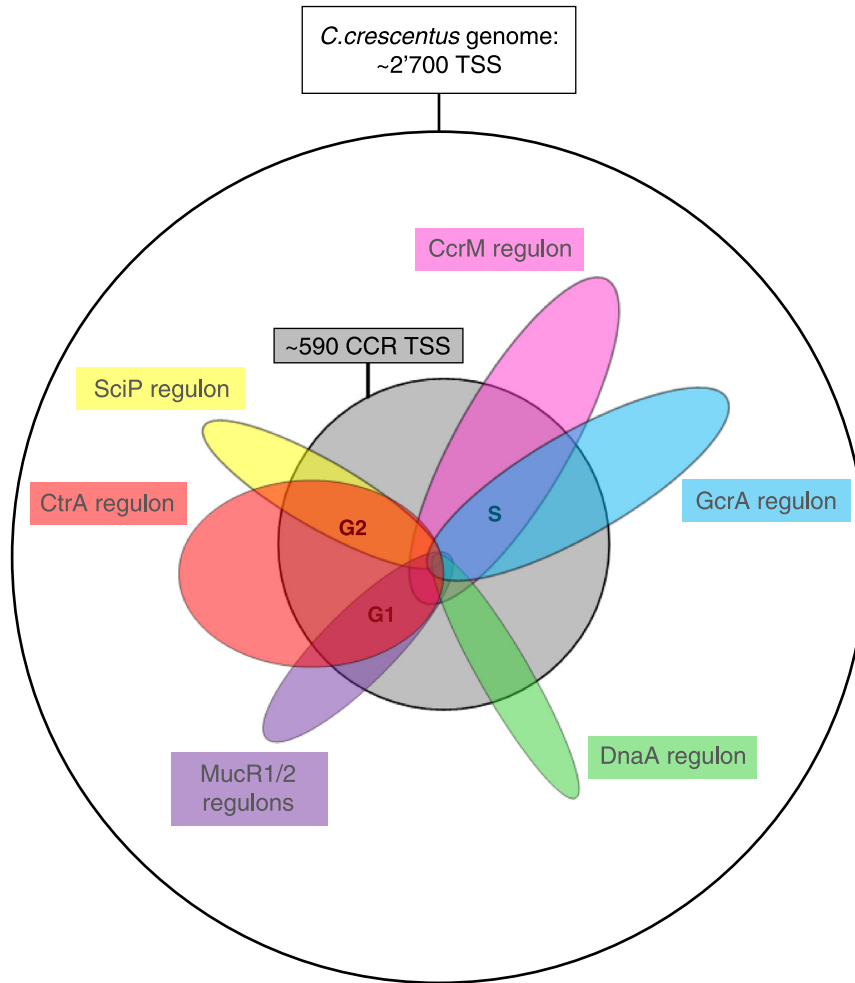 C.crescentus genome:
~2'700 TSS
CcrM regulon
~590 CCR TSS
SciP regulon
CtrA regulon
GcrA regulon
G2
S
G1
DnaA regulon
MucR1/2
regulons